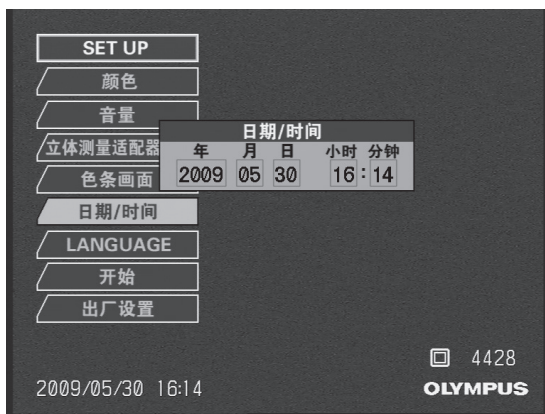 SET UP
颜色
音量
立体测量适配器
色条画面
日期/时间
LANGUAGE
开始
出厂设置
日期/时间
年 月 日 小时 分钟
2009 05 30 16:14
4428
2009/05/30 16:14
OLYMPUS